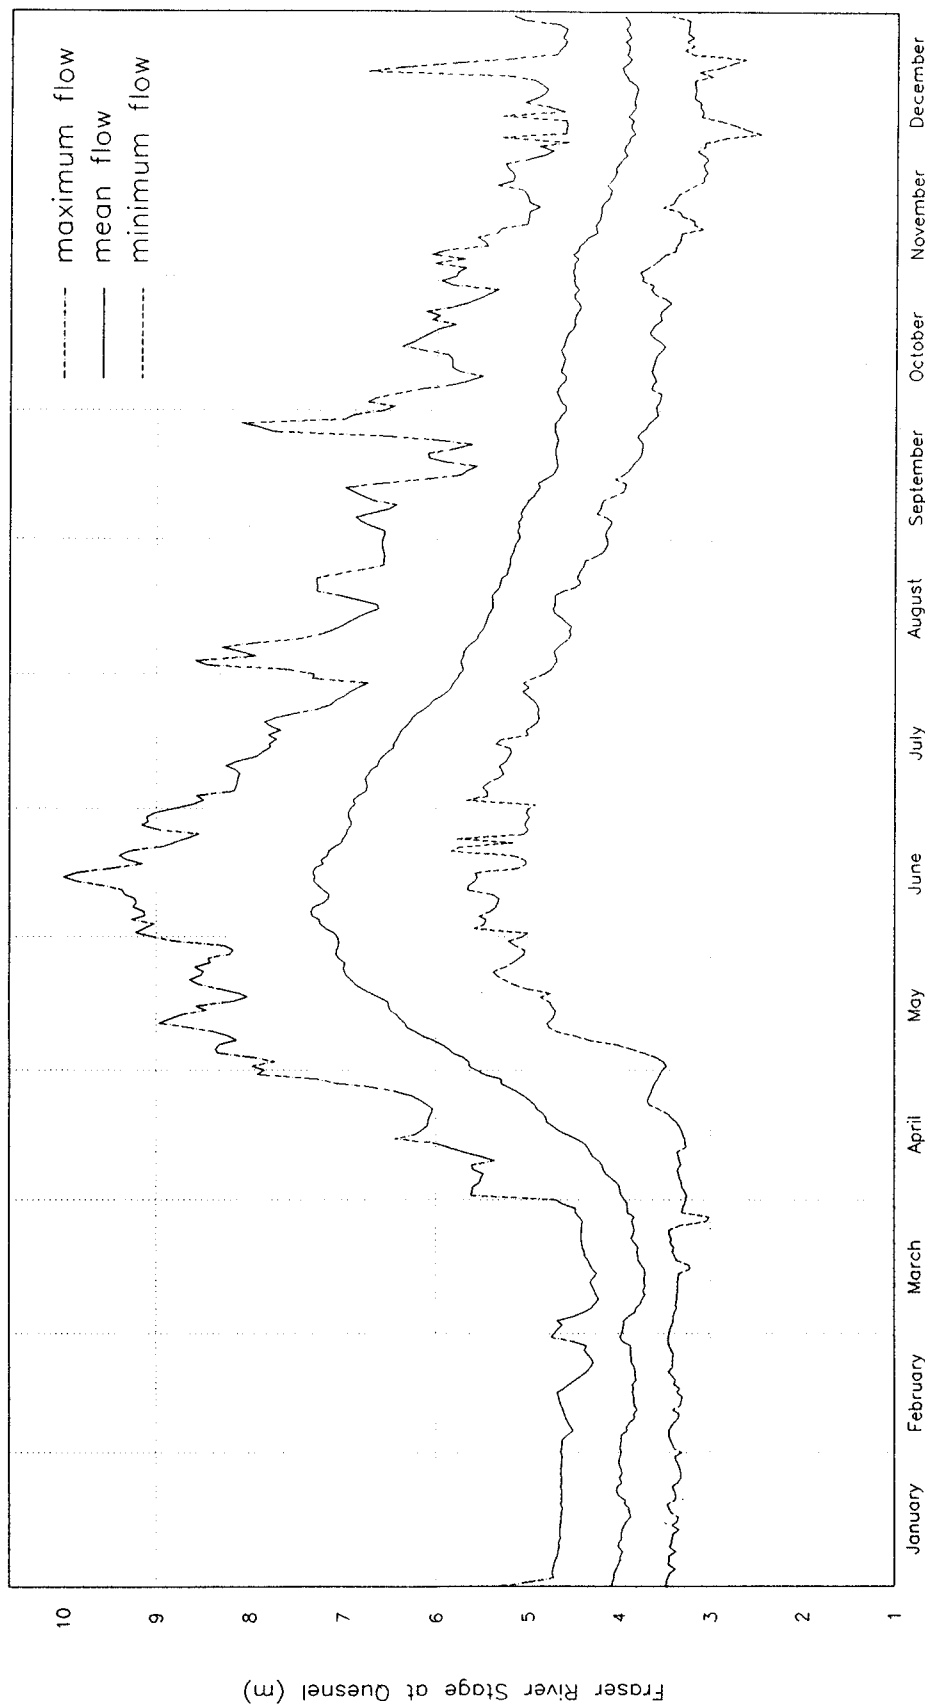 maximum flow
mean flow
minimum flow
Fraser River Stage at Quesnel (m)
10
9
8
7
6
5
4
3
2
1
January February March April May June July August September October November December